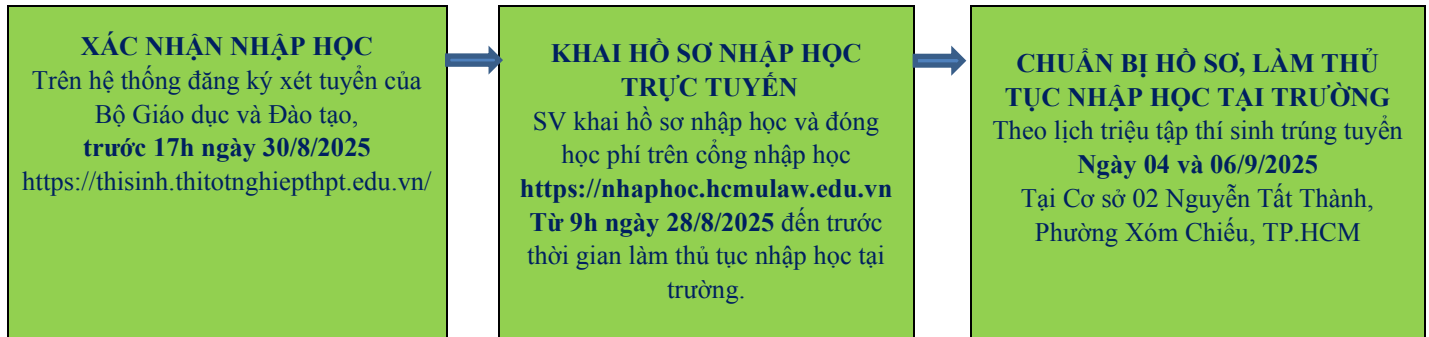 XÁC NHẬN NHẬP HỌC
Trên hệ thống đăng ký xét tuyển của
Bộ Giáo dục và Đào tạo,
trước 17h ngày 30/8/2025
https://thisinh.thitotnghiepthpt.edu.vn/
KHAI HỒ SƠ NHẬP HỌC
TRỰC TUYẾN
SV khai hồ sơ nhập học và đóng
học phí trên cổng nhập học
https://nhaphoc.hcmulaw.edu.vn
Từ 9h ngày 28/8/2025 đến trước
thời gian làm thủ tục nhập học tại
trường.
CHUẨN BỊ HỒ SƠ, LÀM THỦ
TỤC NHẬP HỌC TẠI TRƯỜNG
Theo lịch triệu tập thí sinh trúng tuyển
Ngày 04 và 06/9/2025
Tại Cơ sở 02 Nguyễn Tất Thành,
Phường Xóm Chiếu, TP.HCM